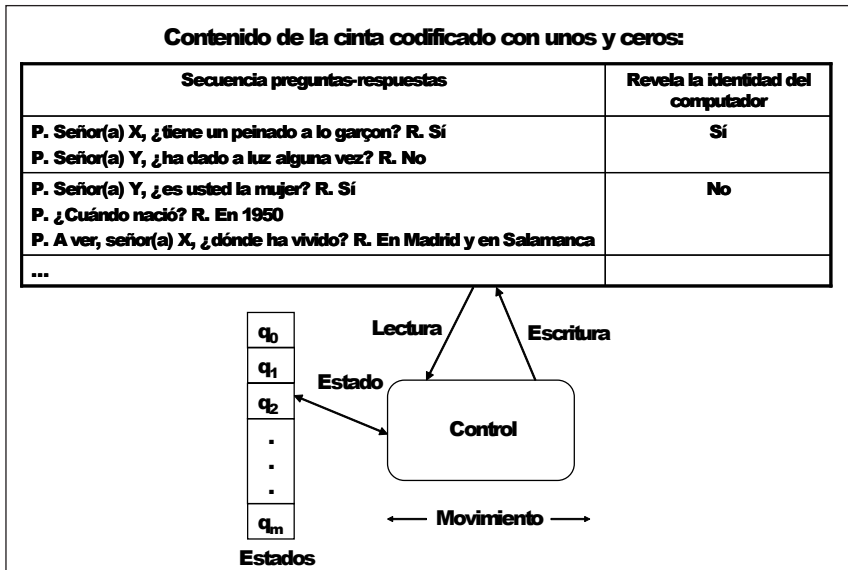 Contenido de la cinta codificado con unos y ceros:
Secuencia preguntas-respuestas
Revela la identidad del
computador
P. Señor(a) X, ¿tiene un peinado a lo garçon? R. Sí
P. Señor(a) Y, ¿ha dado a luz alguna vez? R. No
Sí
P. Señor(a) Y, ¿es usted la mujer? R. Sí
P. ¿Cuándo nació? R. En 1950
P. A ver, señor(a) X, ¿dónde ha vivido? R. En Madrid y en Salamanca
No
...
Lectura
Escritura
q0
q1
q2
.
.
.
qm
Estado
Control
Movimiento
Estados